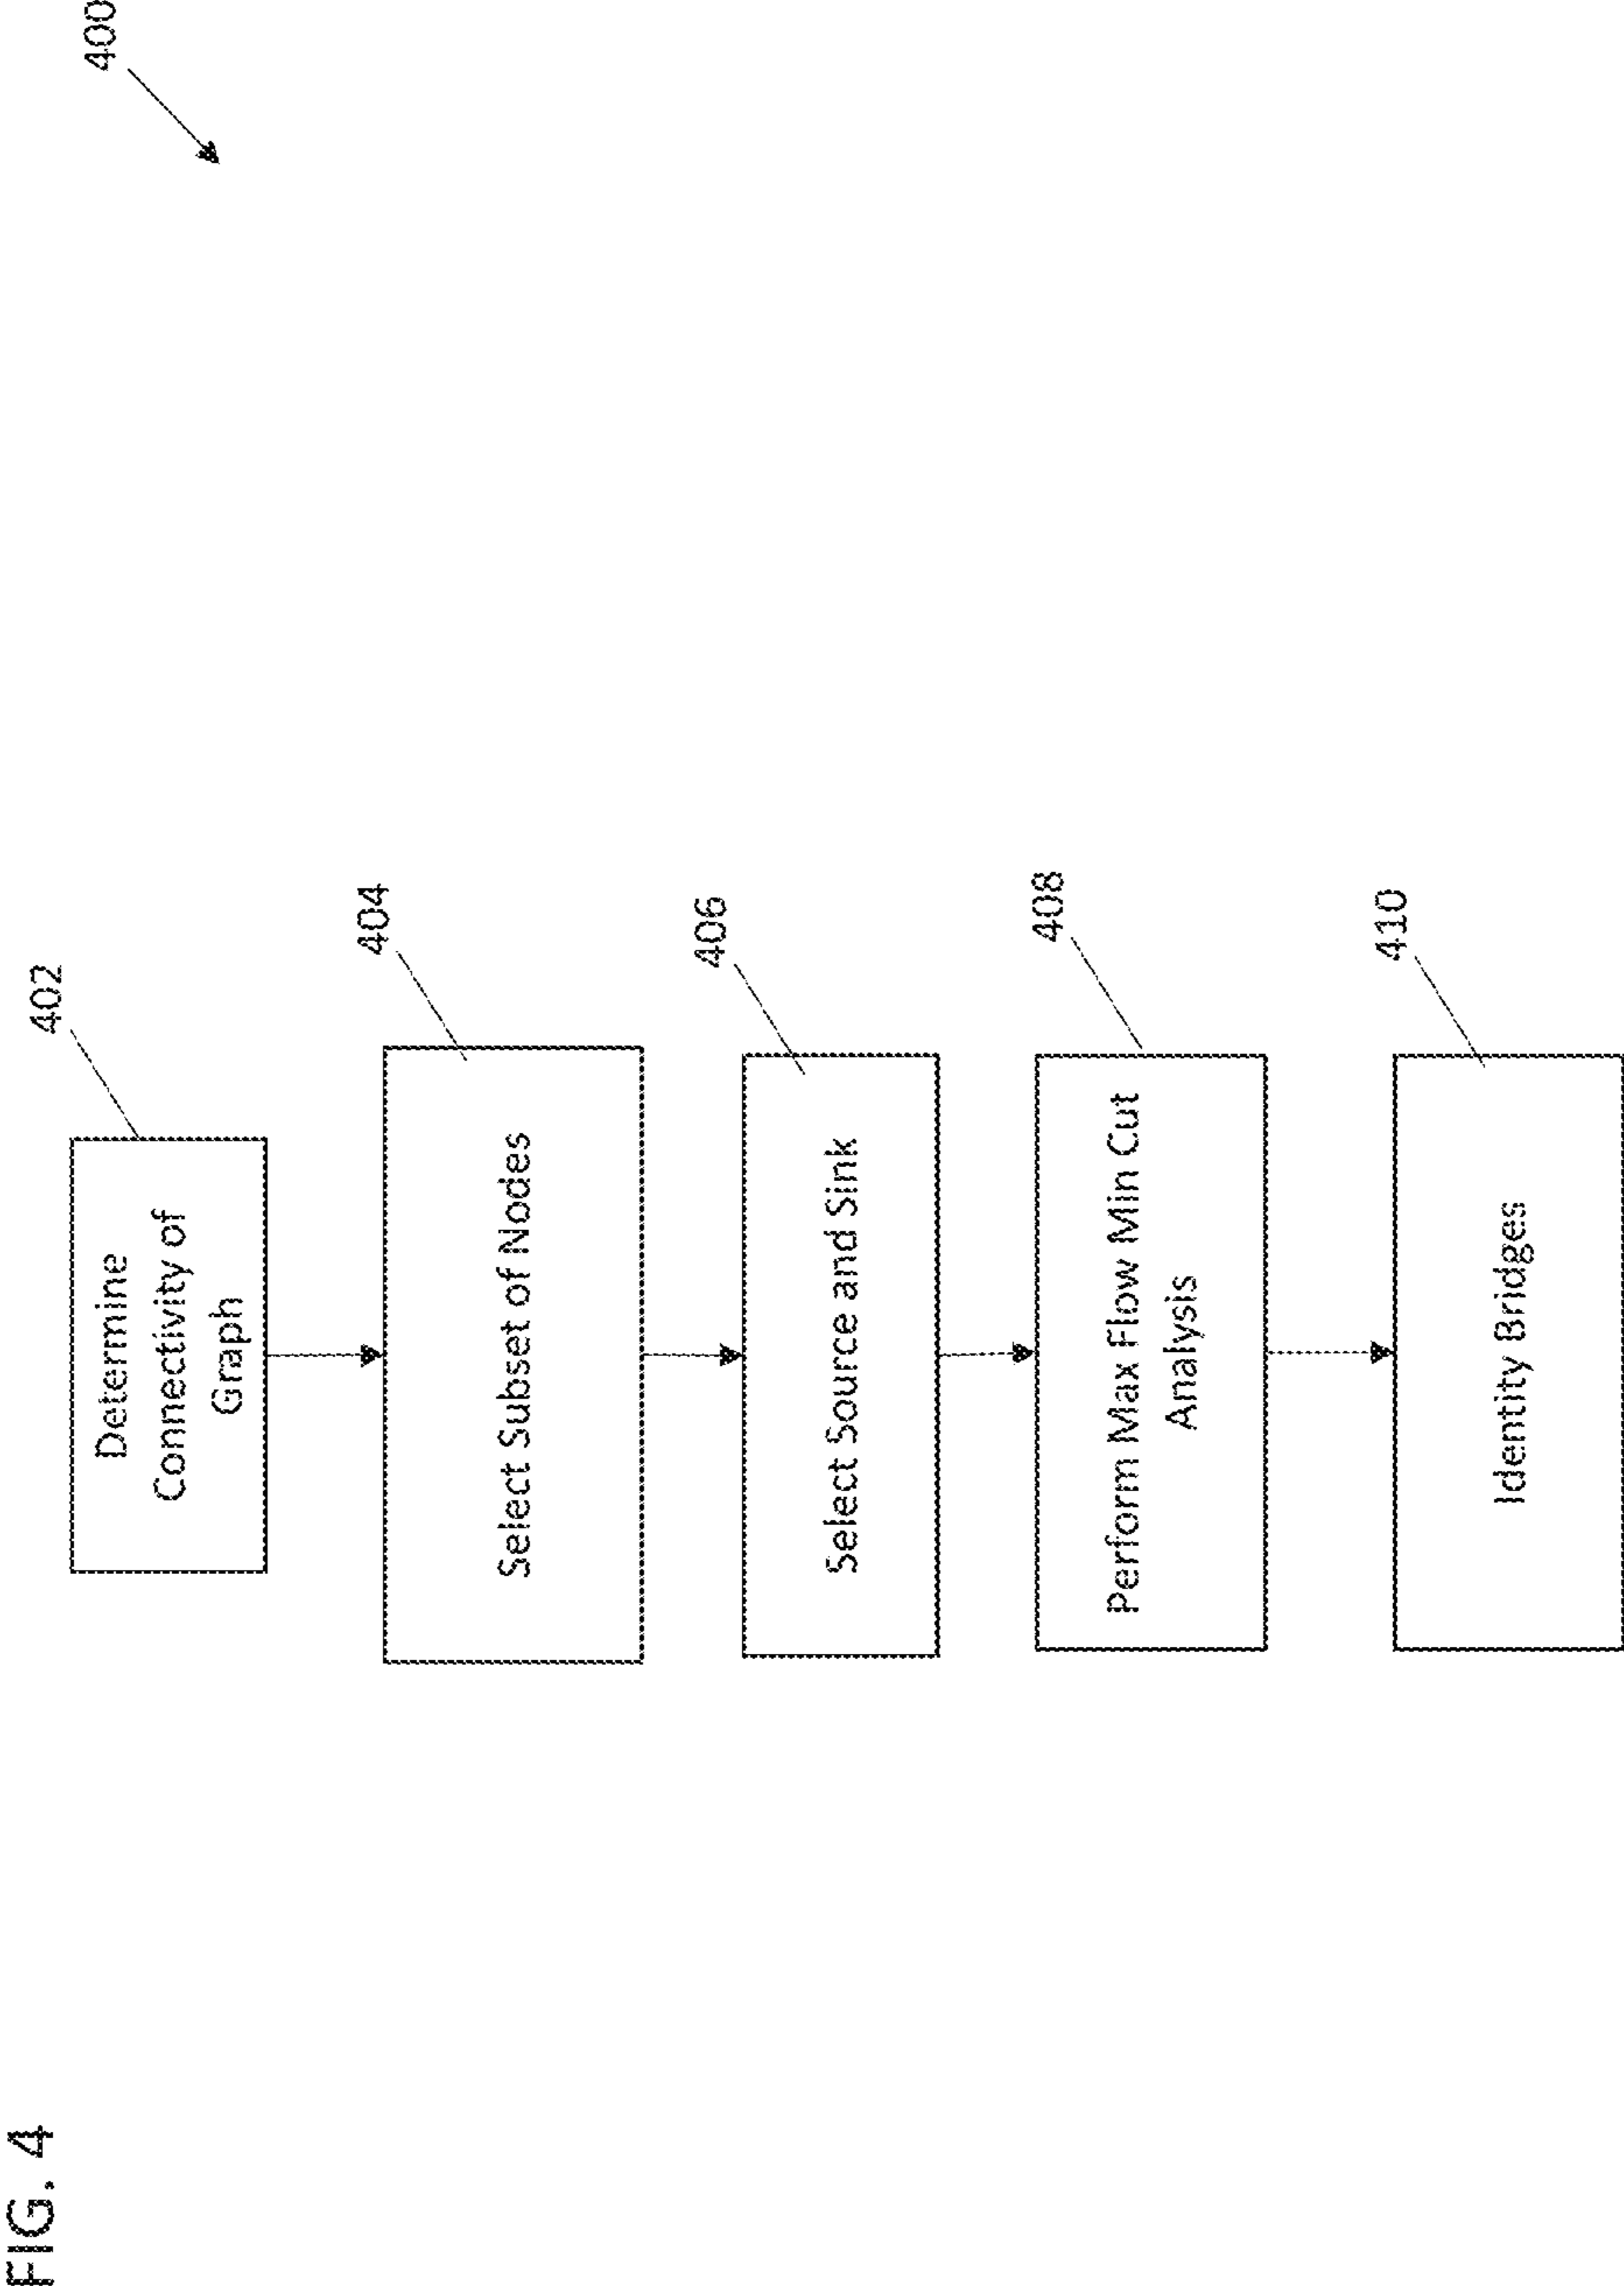 FIG. 4
400
402
Determine
Connectivity of
Graph
404
Select Subset of Nodes
406
Select Source and Sink
408
Perform Max Flow Min Cut
Analysis
410
Identity Bridges